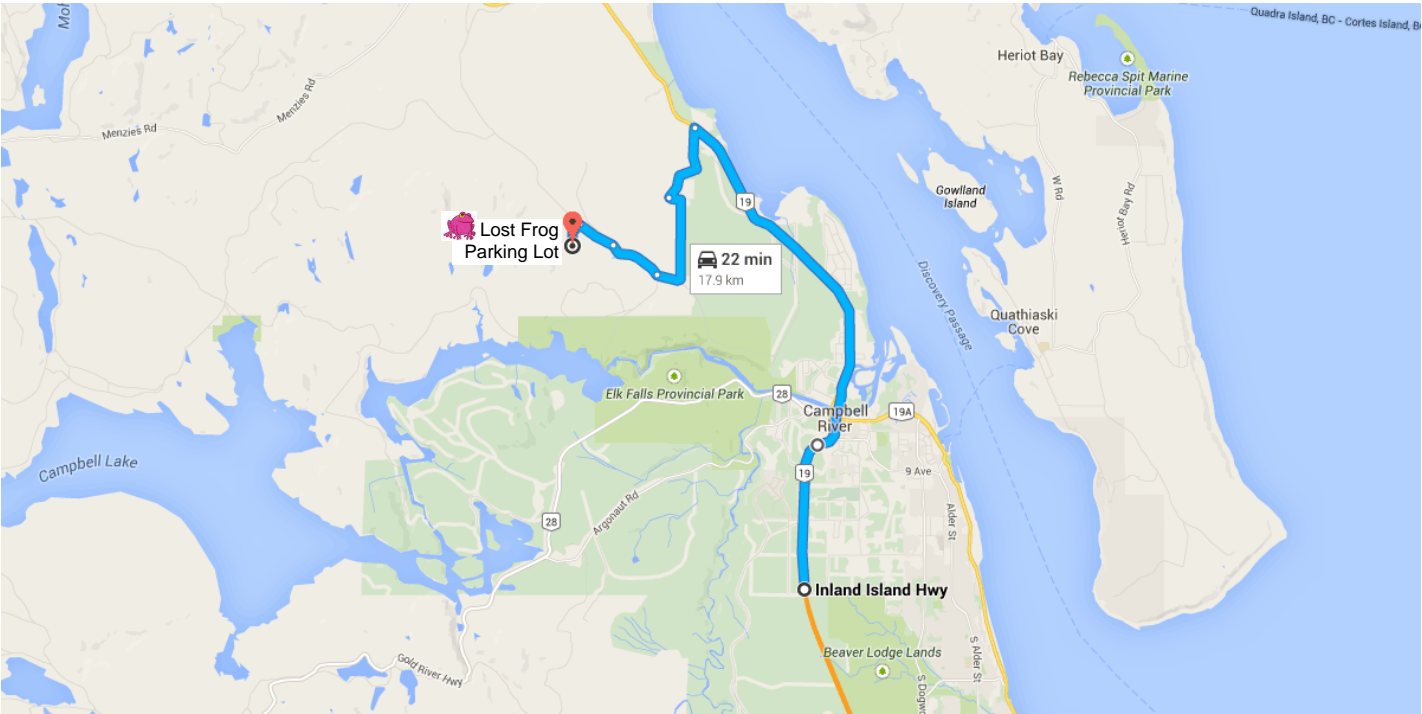 Quadra Island, BC - Cortes Island, B
Heriot Bay
Rebecca Spit Marine
Provincial Park
Menzies Rd
Menzies Rd
W Rd
Heriot Bay Rd
Gowlland
Island
19
Lost Frog
Parking Lot
22 min
17.9 km
Discovery Passage
Quathiaski
Cove
Elk Falls Provincial Park
28
Campbell
River
19A
Campbell Lake
19
9 Ave
Argonaut Rd
28
Alder St
Inland Island Hwy
Beaver Lodge Lands
Gold River Hwy
S Alder St
S Dogw